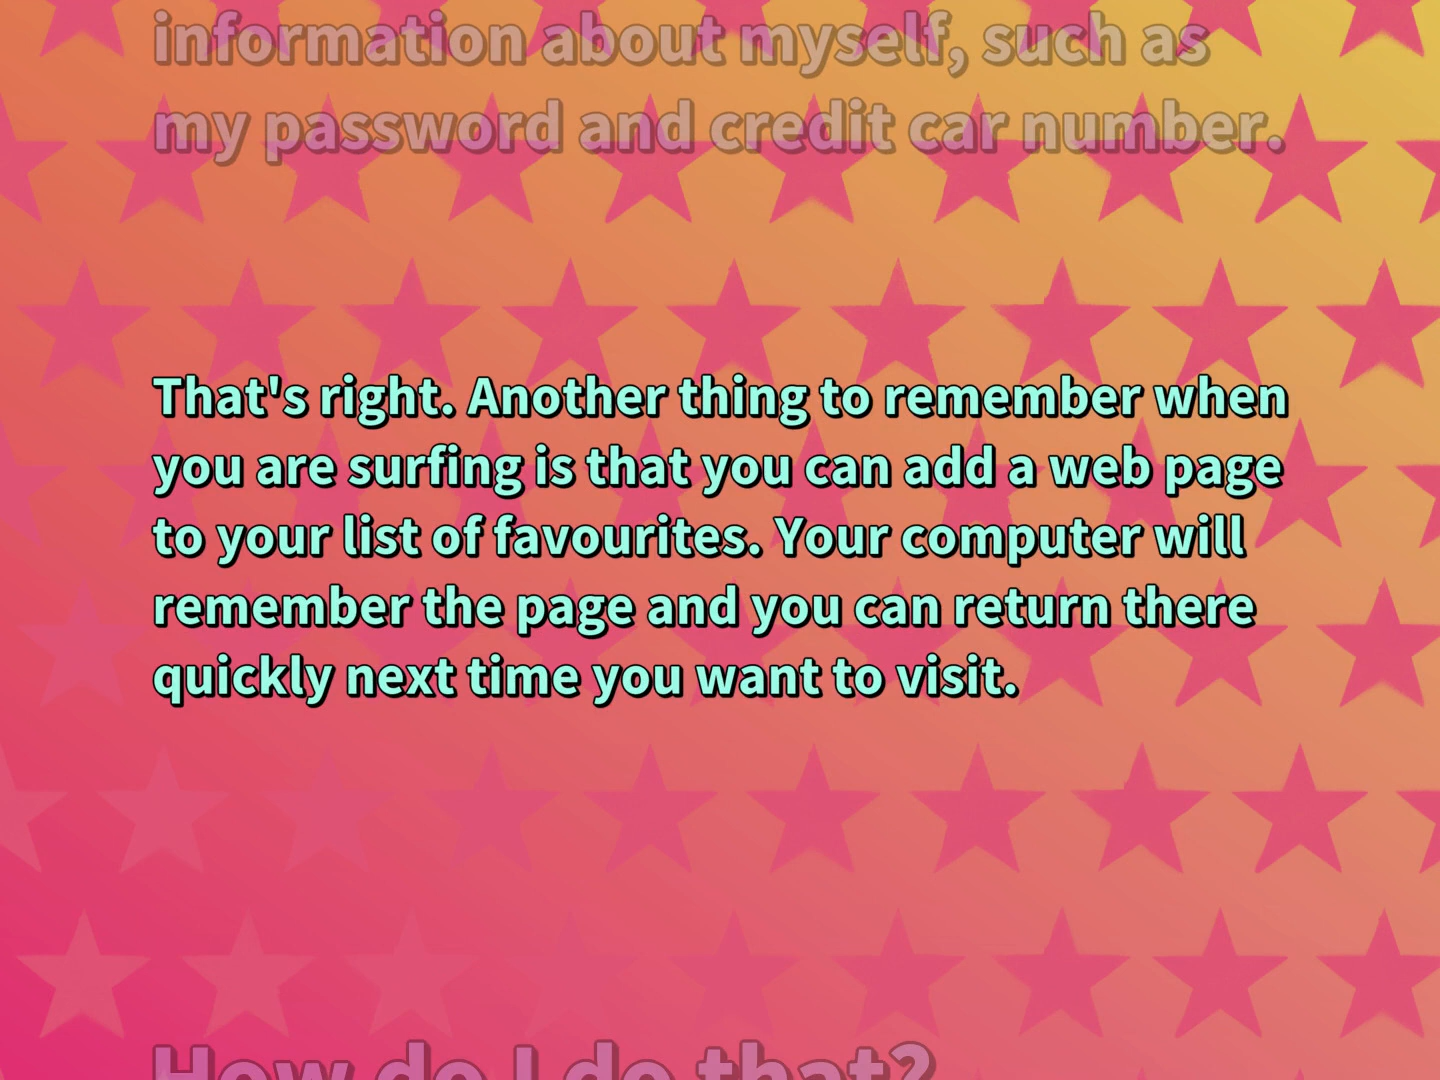 information about myself, such as
my password and credit car number.
That's right. Another thing to remember when
you are surfing is that you can add a web page
to your list of favourites. Your computer will
remember the page and you can return there
quickly next time you want to visit.
How do I do that?